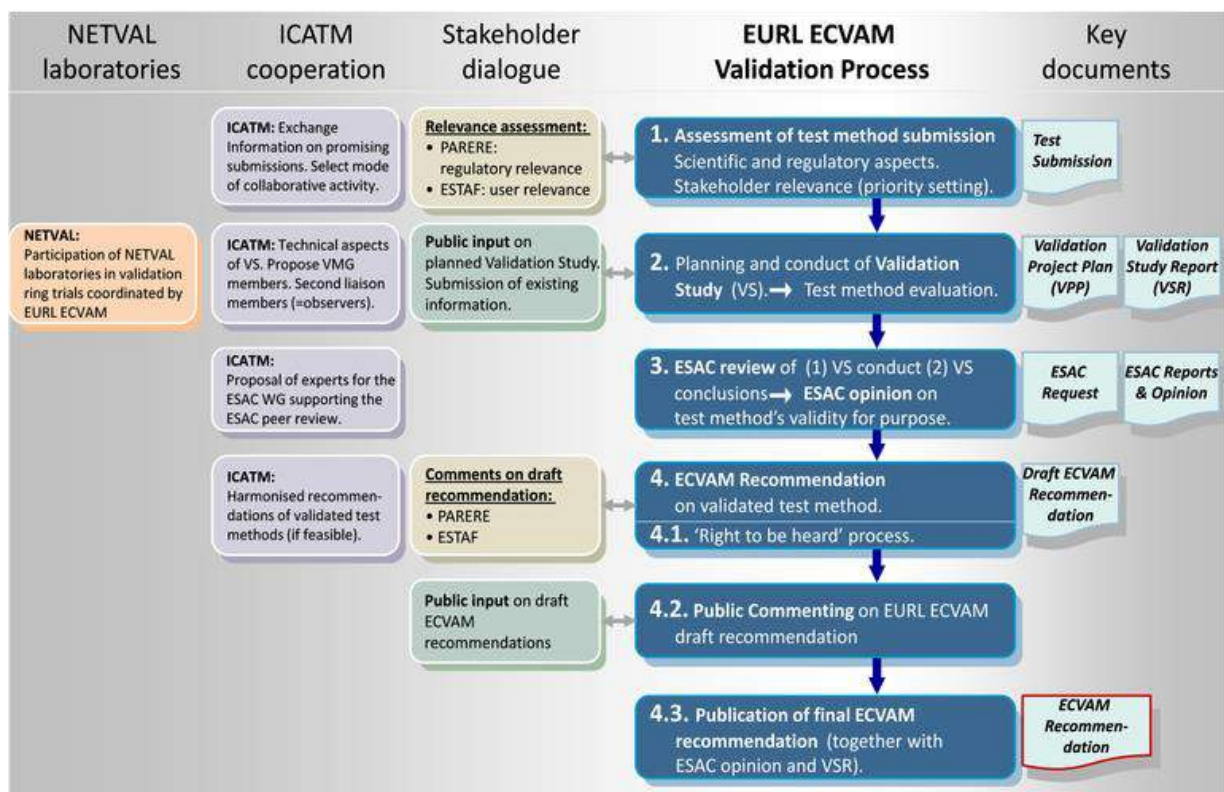 NETVAL
laboratories
ICATM
cooperation
Stakeholder
dialogue
EURL ECVAM
Validation Process
Key
documents
ICATM: Exchange
Information on promising
submissions. Select mode
of collaborative activity.
Relevance assessment:
• PARERE:
regulatory relevance
• ESTAF: user relevance
1. Assessment of test method submission
Scientific and regulatory aspects.
Stakeholder relevance (priority setting).
Test
Submission
NETVAL:
Participation of NETVAL
laboratories in validation
ring trials coordinated by
EURL ECVAM
ICATM: Technical aspects
of VS. Propose VMG
members. Second liaison
members (=observers).
Public input on
planned Validation Study.
Submission of existing
information.
2. Planning and conduct of Validation
Study (VS).→ Test method evaluation.
Validation
Project Plan
(VPP)
Validation
Study Report
(VSR)
ICATM:
Proposal of experts for the
ESAC WG supporting the
ESAC peer review.
3. ESAC review of (1) VS conduct (2) VS
conclusions→ ESAC opinion on
test method's validity for purpose.
ESAC
Request
ESAC Reports
& Opinion
ICATM:
Harmonised recommen-
dations of validated test
methods (if feasible).
Comments on draft
recommendation:
• PARERE
• ESTAF
4. ECVAM Recommendation
on validated test method.
4.1. 'Right to be heard' process.
Draft ECVAM
Recommen-
dation
Public input on draft
ECVAM
recommendations
4.2. Public Commenting on EURL ECVAM
draft recommendation
4.3. Publication of final ECVAM
recommendation (together with
ESAC opinion and VSR).
ECVAM
Recommen-
dation